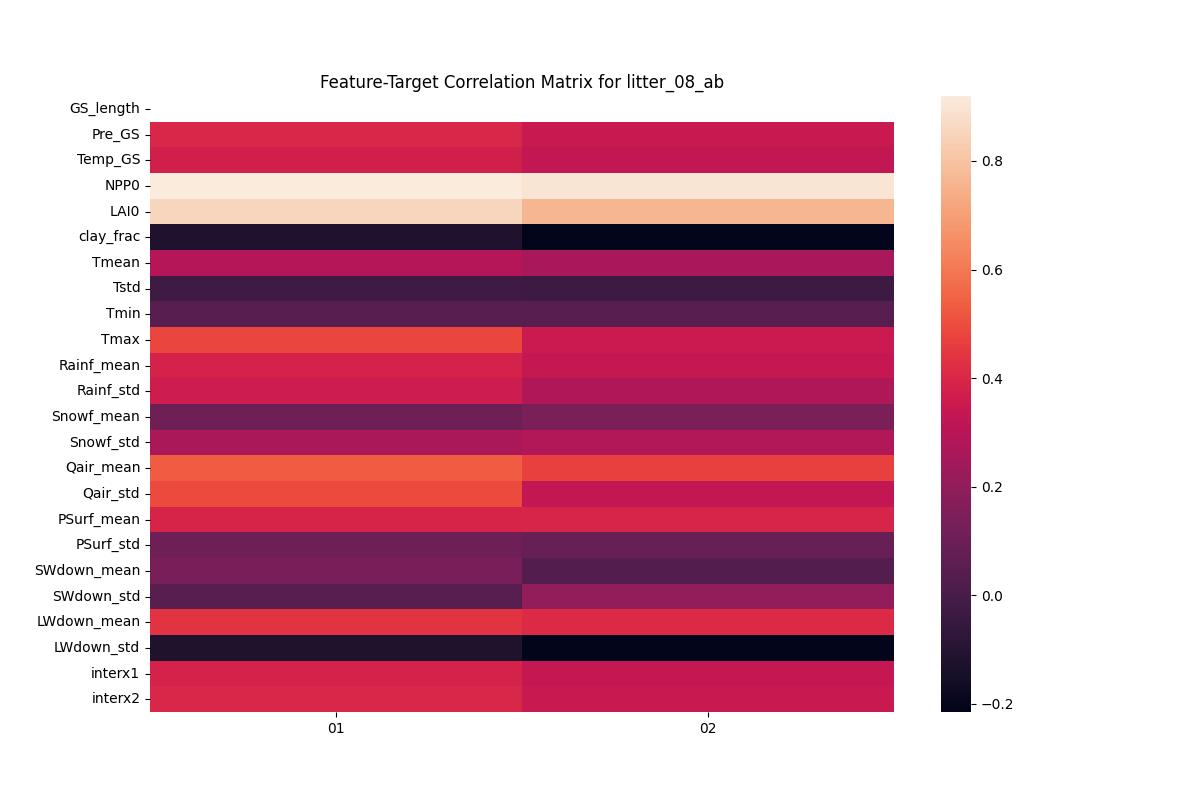 Feature-Target Correlation Matrix for litter_08_ab
GS_length
Pre_GS
Temp_GS
NPP0
LAI0
clay_frac
Tmean
Tstd
Tmin
Tmax
Rainf_mean
Rainf_std
Snowf_mean
Snowf_std
Qair_mean
Qair_std
PSurf_mean
PSurf_std
SWdown_mean
SWdown_std
LWdown_mean
LWdown_std
interx1
interx2
01 02
0.8
0.6
0.4
0.2
0.0
−0.2